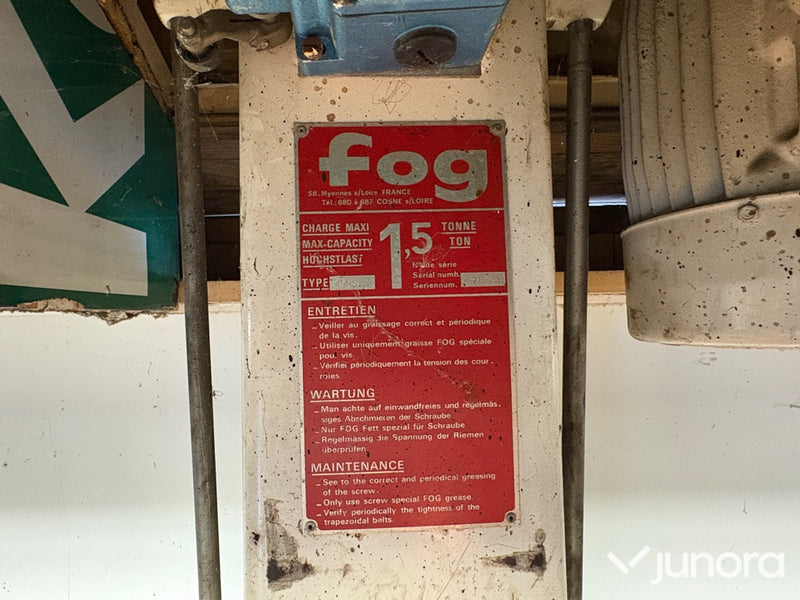 fog
58_Myennes s/Loire FRANCE
Tél.: 680 à 687 COSNE s/LOIRE
CHARGE MAXI
MAX-CAPACITY
HÖCHSTLAST
1,5
TONNE
TON
TYPE
Nº de série
Serial numb.
Seriennum.
ENTRETIEN
_ Veiller au graissage correct et périodique
de la vis.
_ Utiliser uniquement graisse FOG spéciale
pour vis.
_ Vérifier périodiquement la tension des cour_
roies.
WARTUNG
_ Man achte auf einwandfreies und regelmäs_
siges Abschmieren der Schraube.
_ Nur FOG Fett spezial für Schraube.
_ Regelmässig die Spannung der Riemen
überprüfen.
MAINTENANCE
_ See to the correct and periodical greasing
of the screw.
_ Only use screw special FOG grease.
_ Verify periodically the tightness of the
trapezoidal belts.
junora